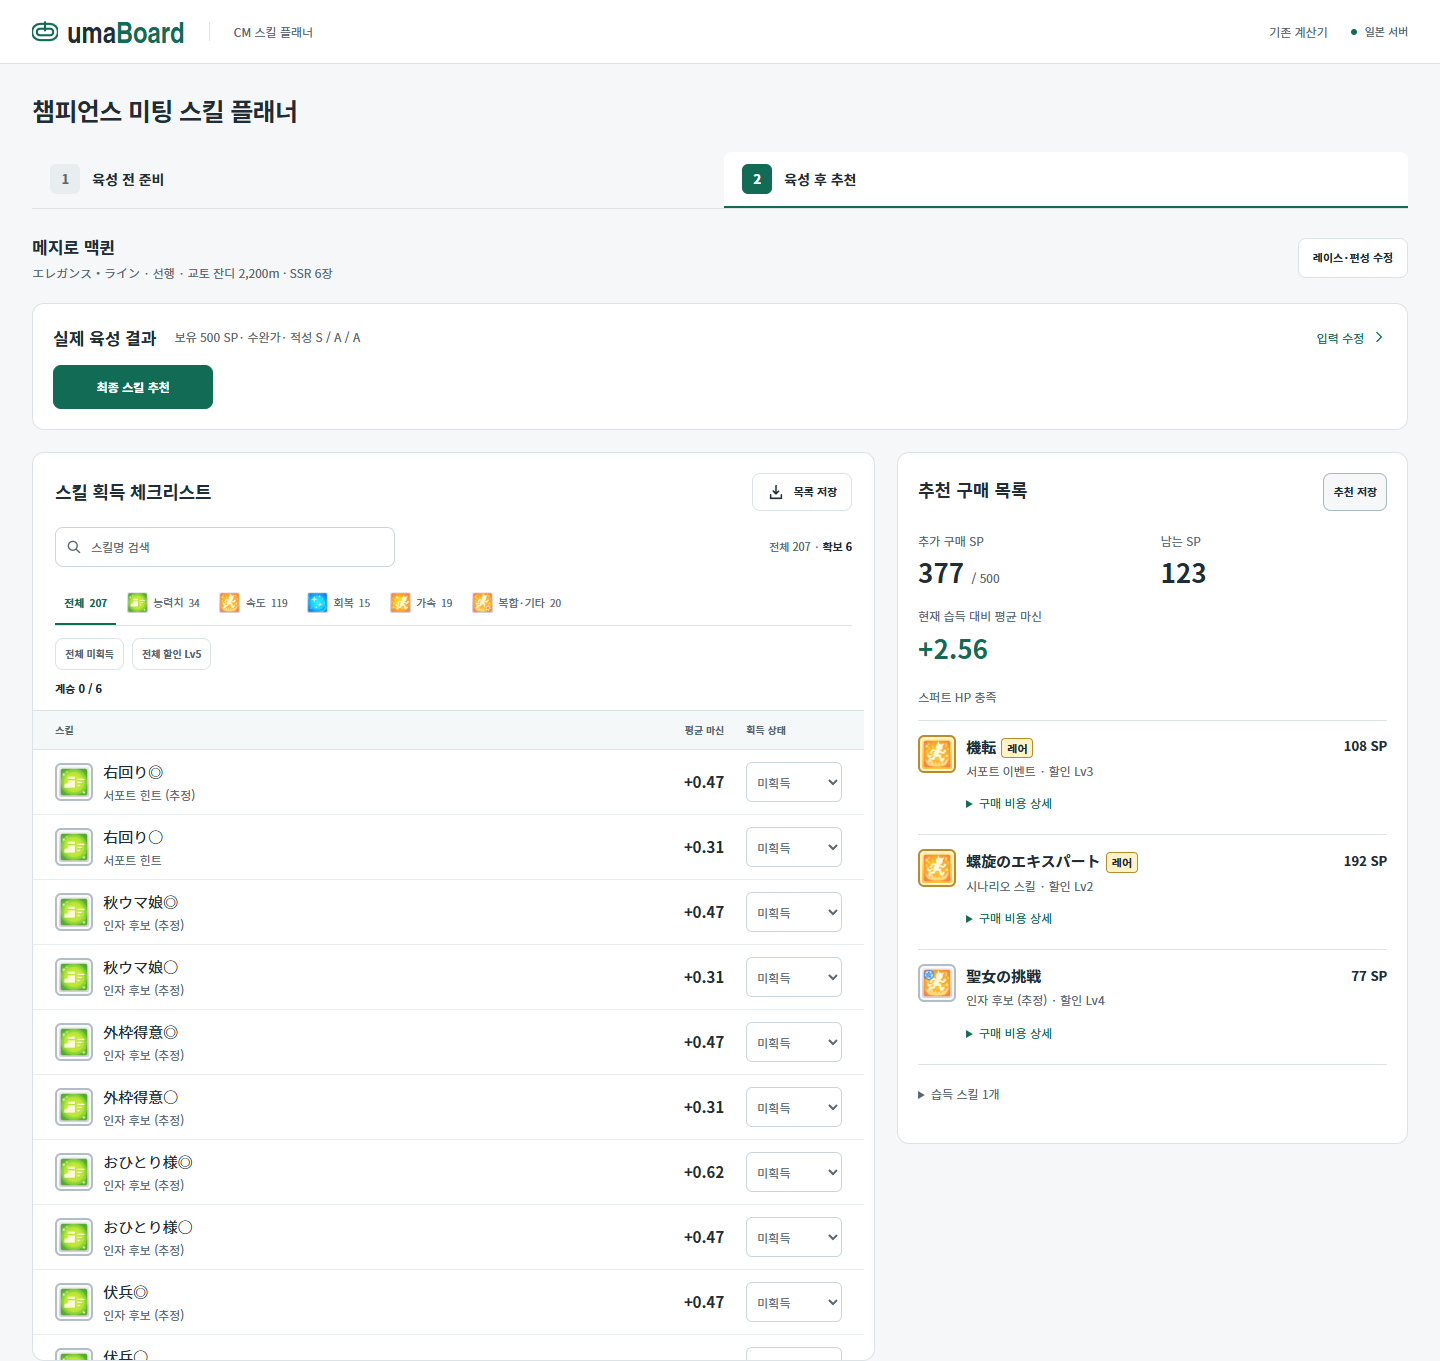 umaBoard
CM 스킬 플래너
기존 계산기
일본 서버
챔피언스 미팅 스킬 플래너
1 육성 전 준비
2 육성 후 추천
메지로 맥퀸
エレガンス・ライン · 선행 · 교토 잔디 2,200m · SSR 6장
레이스·편성 수정
실제 육성 결과
보유 500 SP · 수완가 · 적성 S / A / A
입력 수정
최종 스킬 추천
스킬 획득 체크리스트
목록 저장
스킬명 검색
전체 207 · 확보 6
전체 207
능력치 34
속도 119
회복 15
가속 19
복합·기타 20
전체 미획득
전체 할인 Lv5
계승 0 / 6
스킬
평균 마신
획득 상태
右回り◎
서포트 힌트 (추정)
+0.47
미획득
右回り○
서포트 힌트
+0.31
미획득
秋ウマ娘◎
인자 후보 (추정)
+0.47
미획득
秋ウマ娘○
인자 후보 (추정)
+0.31
미획득
外枠得意◎
인자 후보 (추정)
+0.47
미획득
外枠得意○
인자 후보 (추정)
+0.31
미획득
おひとり様◎
인자 후보 (추정)
+0.62
미획득
おひとり様○
인자 후보 (추정)
+0.47
미획득
伏兵◎
인자 후보 (추정)
+0.47
미획득
伏兵○
추천 구매 목록
추천 저장
추가 구매 SP
377 / 500
남는 SP
123
현재 습득 대비 평균 마신
+2.56
스퍼트 HP 충족
機転 레어
108 SP
서포트 이벤트 · 할인 Lv3
구매 비용 상세
螺旋のエキスパート 레어
192 SP
시나리오 스킬 · 할인 Lv2
구매 비용 상세
聖女の挑戦
77 SP
인자 후보 (추정) · 할인 Lv4
구매 비용 상세
습득 스킬 1개